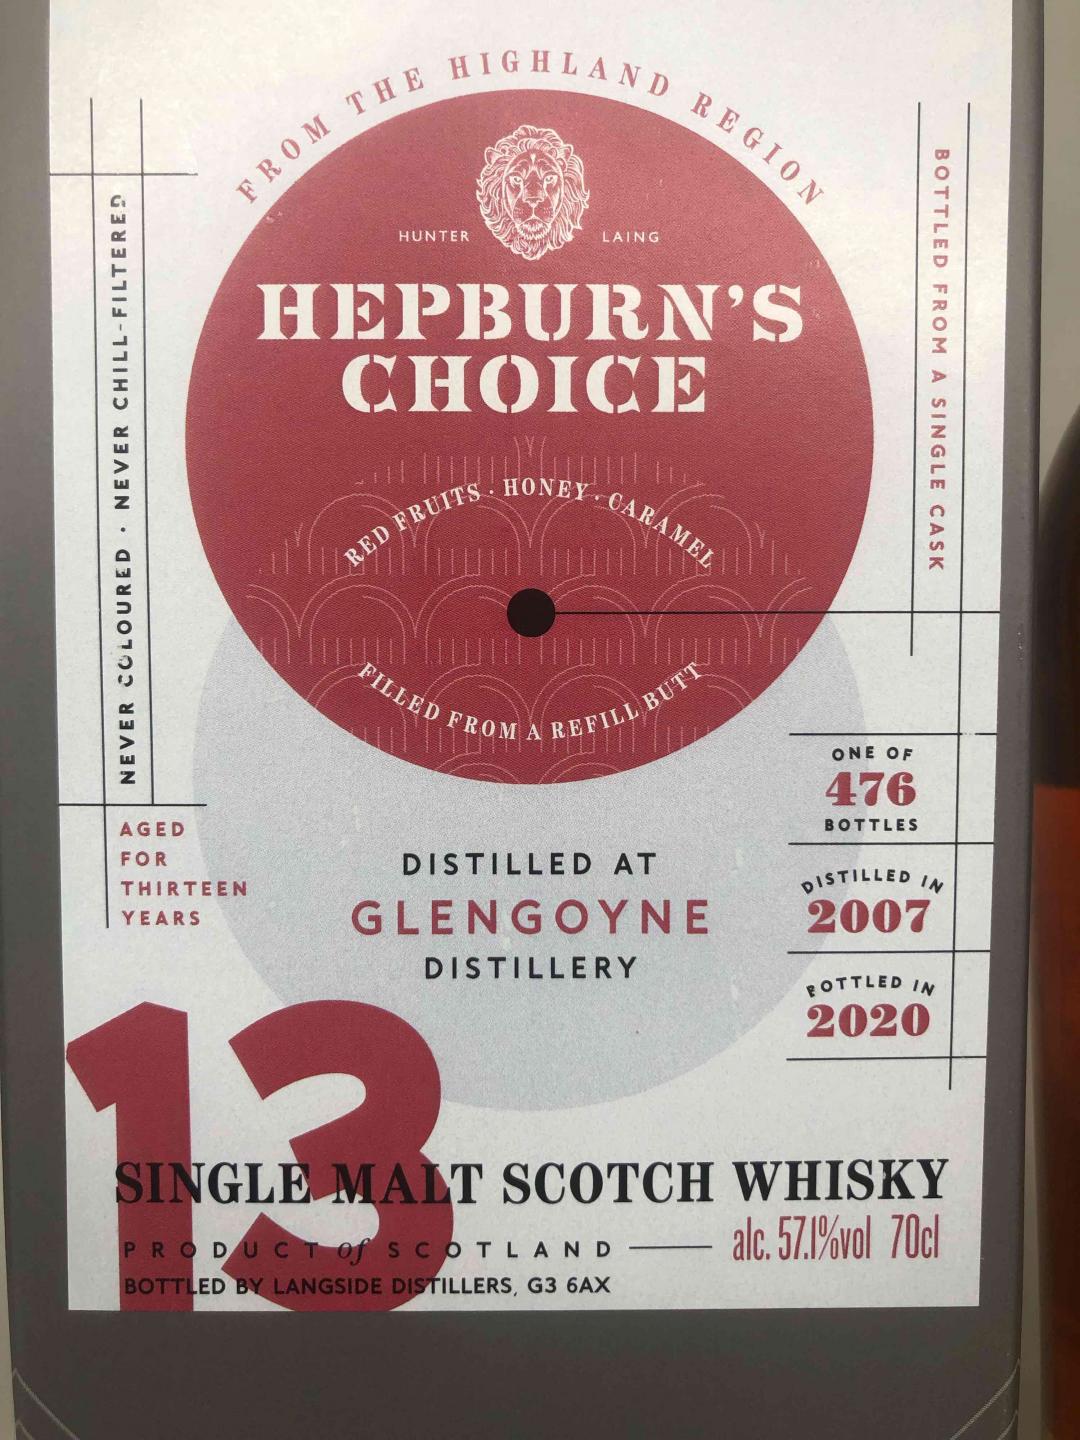 FROM THE HIGHLAND REGION
HUNTER LAING
HEPBURN'S
CHOICE
RED FRUITS · HONEY · CARAMEL
FILLED FROM A REFILL BUTT
NEVER COLOURED · NEVER CHILL-FILTERED
BOTTLED FROM A SINGLE CASK
ONE OF
476
BOTTLES
DISTILLED IN
2007
BOTTLED IN
2020
AGED
FOR
THIRTEEN
YEARS
DISTILLED AT
GLENGOYNE
DISTILLERY
13
SINGLE MALT SCOTCH WHISKY
PRODUCT of SCOTLAND
alc. 57.1%vol 70cl
BOTTLED BY LANGSIDE DISTILLERS, G3 6AX